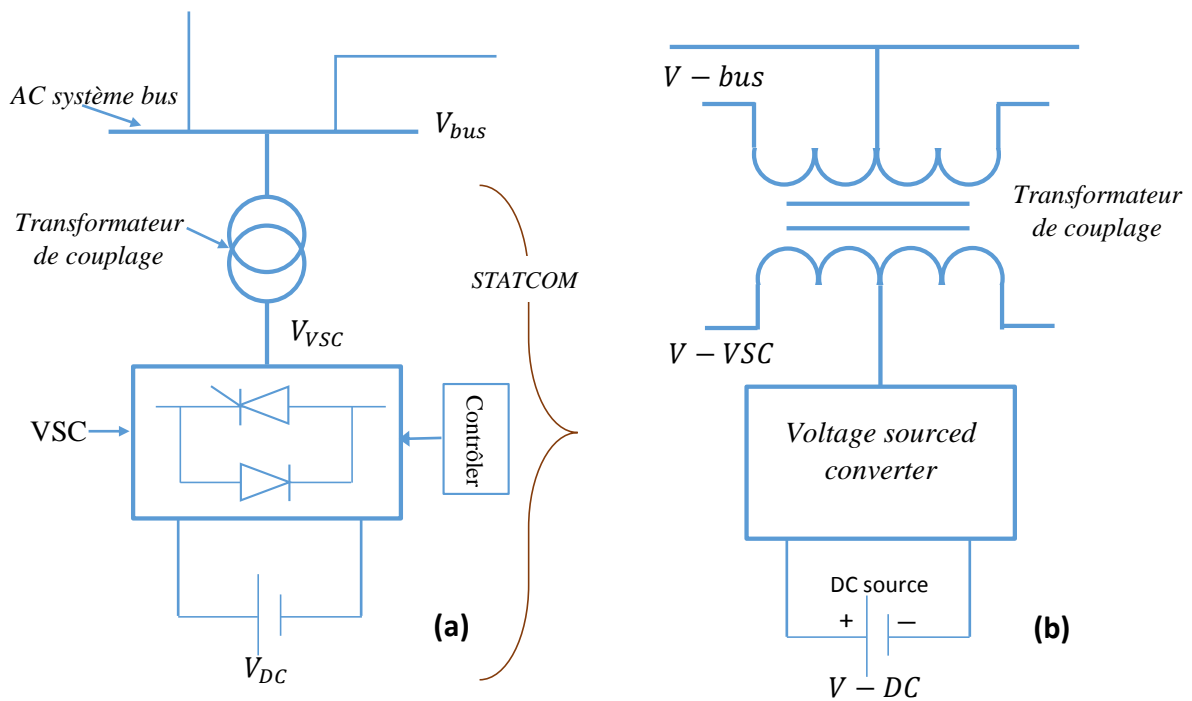 AC système bus
V_bus
Transformateur
de couplage
STATCOM
V_VSC
VSC
Contrôler
V_DC
(a)
V − bus
Transformateur
de couplage
V − VSC
Voltage sourced
converter
DC source
+ −
V − DC
(b)